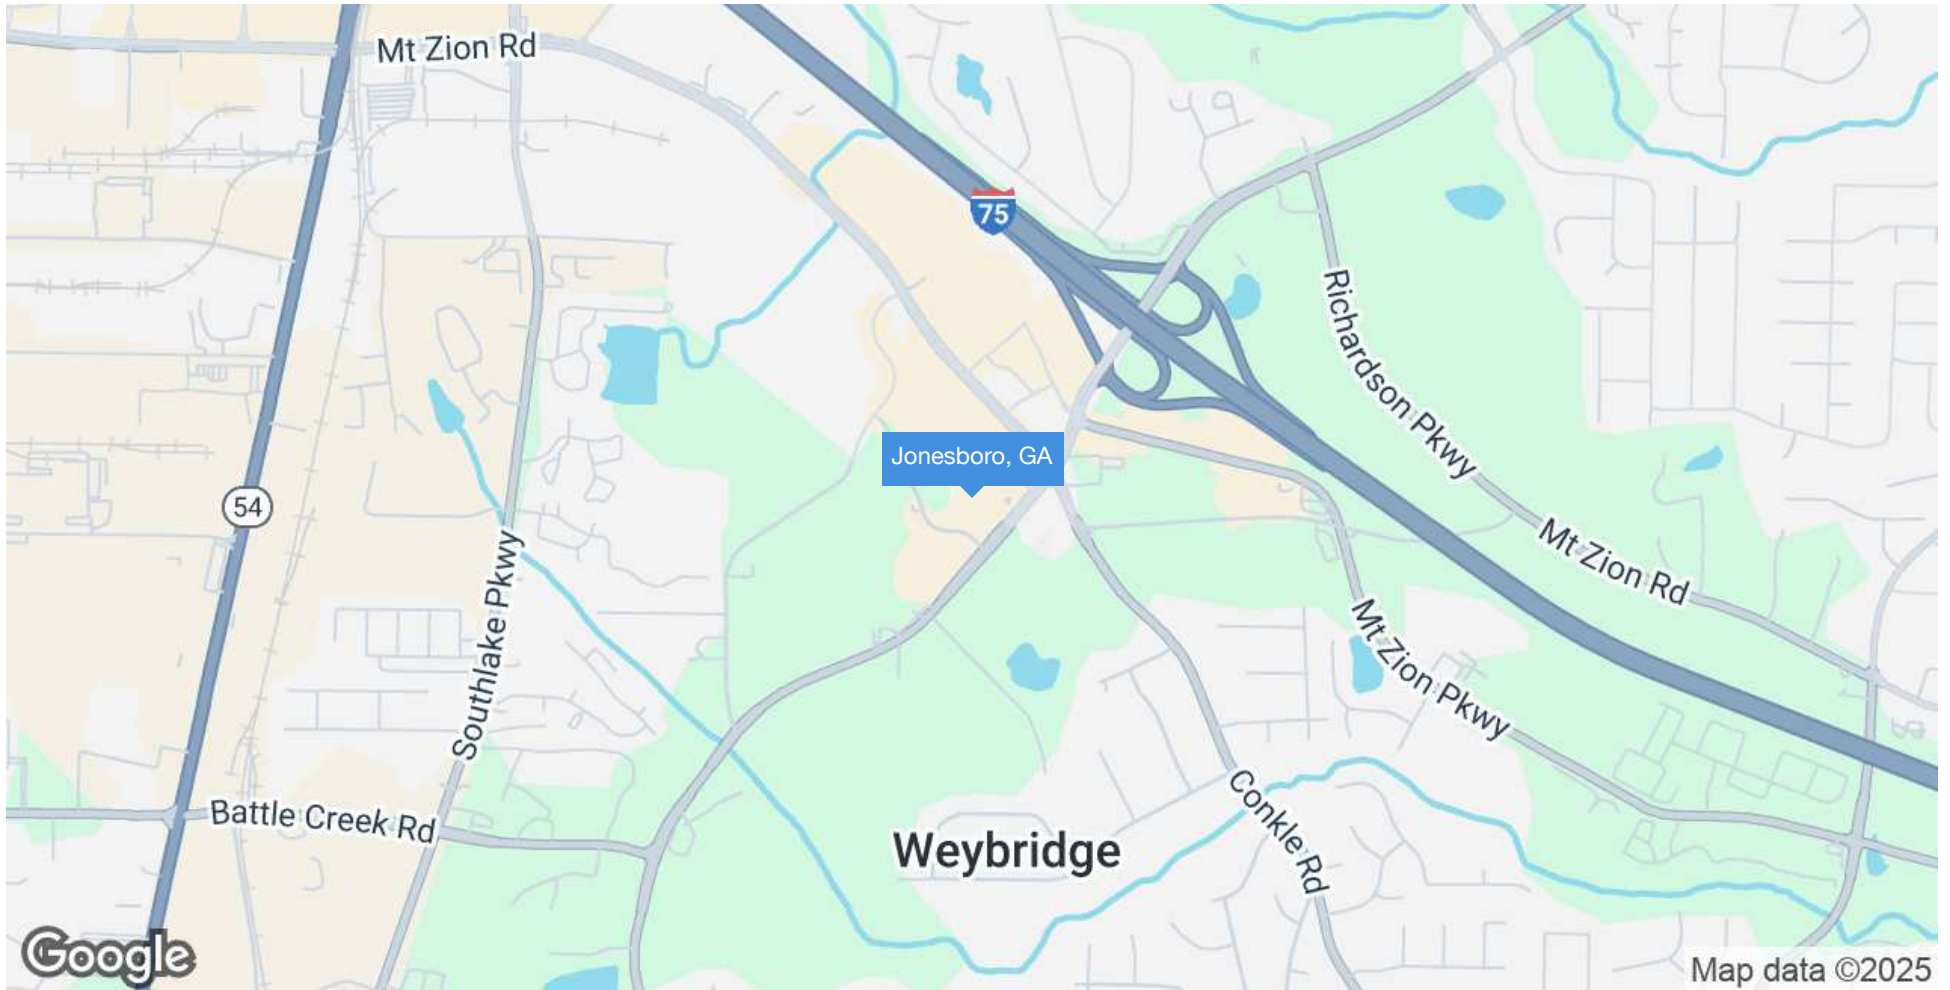 Mt Zion Rd
75
Richardson Pkwy
Jonesboro, GA
54
Mt Zion Rd
Southlake Pkwy
Mt Zion Pkwy
Battle Creek Rd
Conkle Rd
Weybridge
Google
Map data ©2025